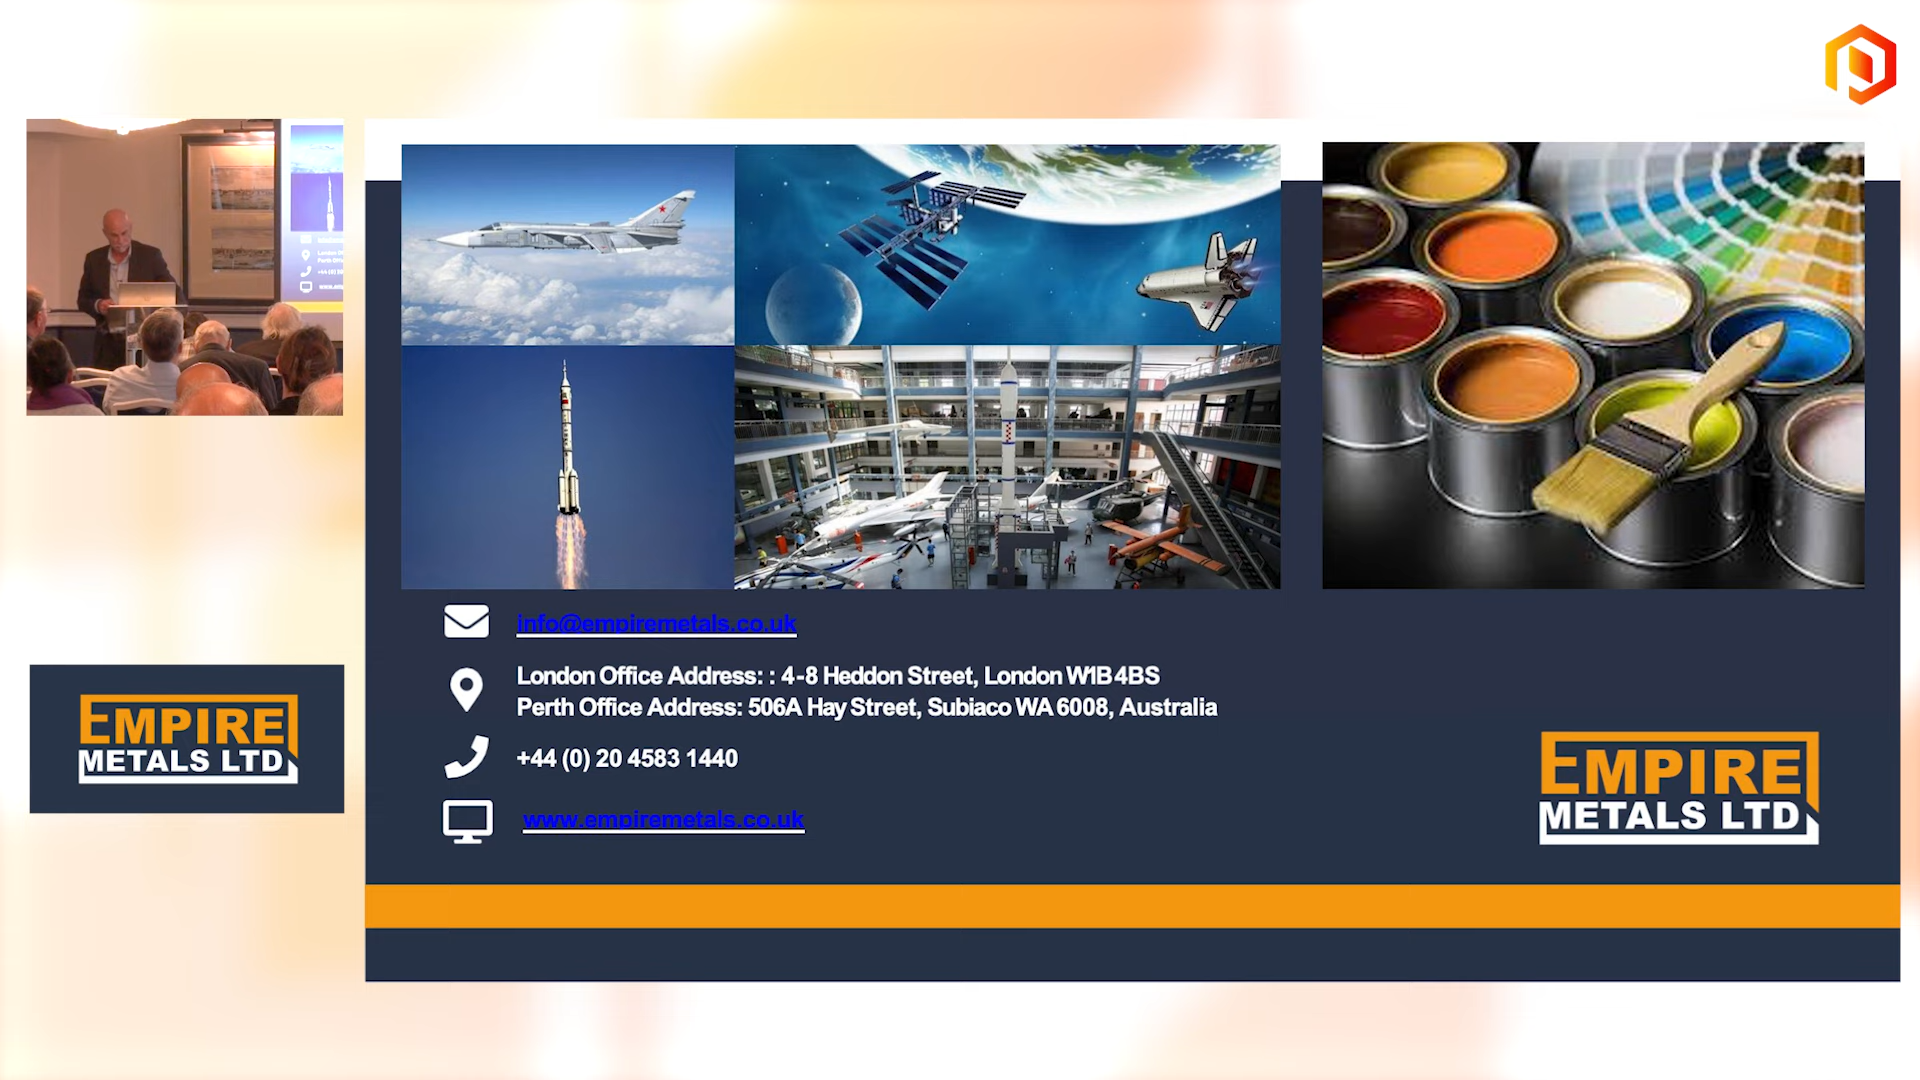 info@empiremetals.co.uk
London Office Address: : 4-8 Heddon Street, London W1B 4BS
Perth Office Address: 506A Hay Street, Subiaco WA 6008, Australia
+44 (0) 20 4583 1440
www.empiremetals.co.uk
EMPIRE
METALS LTD
EMPIRE
METALS LTD